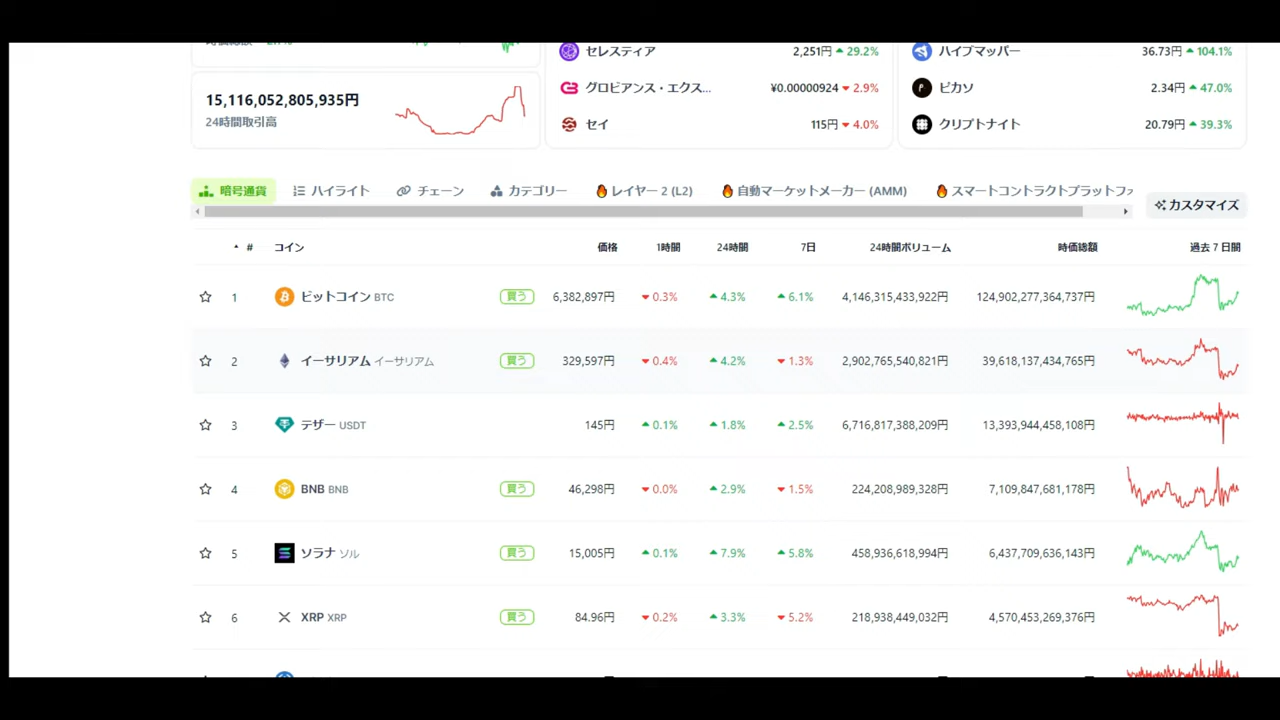 セレスティア 2,251円 29.2%
ハイプマッパー 36.73円 104.1%
15,116,052,805,935円
24時間取引高
グロビアンス・エクス... ¥0.00000924 2.9%
ピカソ 2.34円 47.0%
セイ 115円 4.0%
クリプトナイト 20.79円 39.3%
暗号通貨 ハイライト チェーン カテゴリー レイヤー 2 (L2) 自動マーケットメーカー (AMM) スマートコントラクトプラットフォ
カスタマイズ
# コイン 価格 1時間 24時間 7日 24時間ボリューム 時価総額 過去 7 日間
1 ビットコイン BTC 買う 6,382,897円 0.3% 4.3% 6.1% 4,146,315,433,922円 124,902,277,364,737円
2 イーサリアム イーサリアム 買う 329,597円 0.4% 4.2% 1.3% 2,902,765,540,821円 39,618,137,434,765円
3 テザー USDT 145円 0.1% 1.8% 2.5% 6,716,817,388,209円 13,393,944,458,108円
4 BNB BNB 買う 46,298円 0.0% 2.9% 1.5% 224,208,989,328円 7,109,847,681,178円
5 ソラナ ソル 買う 15,005円 0.1% 7.9% 5.8% 458,936,618,994円 6,437,709,636,143円
6 XRP XRP 買う 84.96円 0.2% 3.3% 5.2% 218,938,449,032円 4,570,453,269,376円